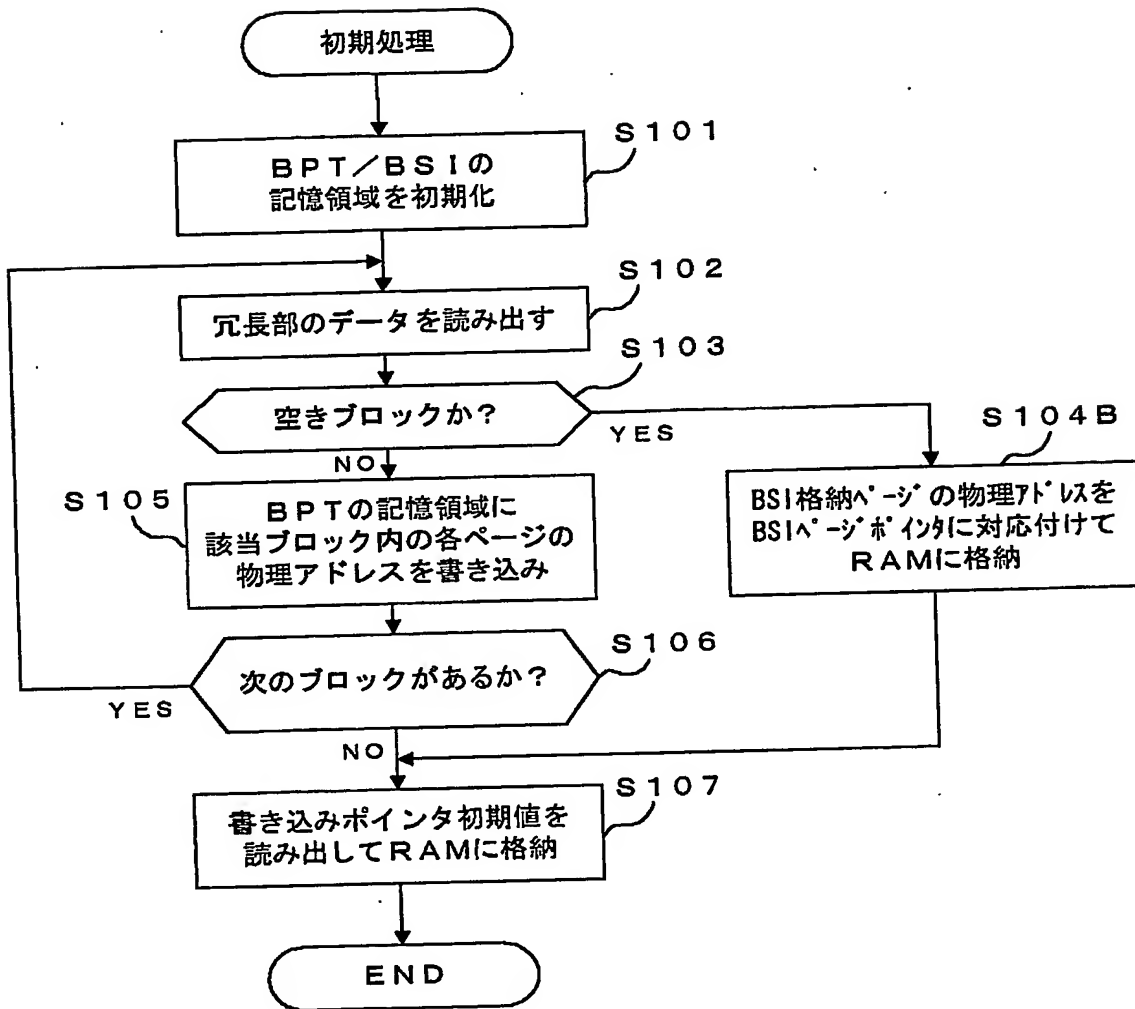 初期処理
S101
BPT/BSIの
記憶領域を初期化
S102
冗長部のデータを読み出す
S103
空きブロックか?
YES
NO
S104B
BSI格納ページの物理アドレスを
BSIページポインタに対応付けて
RAMに格納
S105
BPTの記憶領域に
該当ブロック内の各ページの
物理アドレスを書き込み
S106
次のブロックがあるか?
YES
NO
S107
書き込みポインタ初期値を
読み出してRAMに格納
END